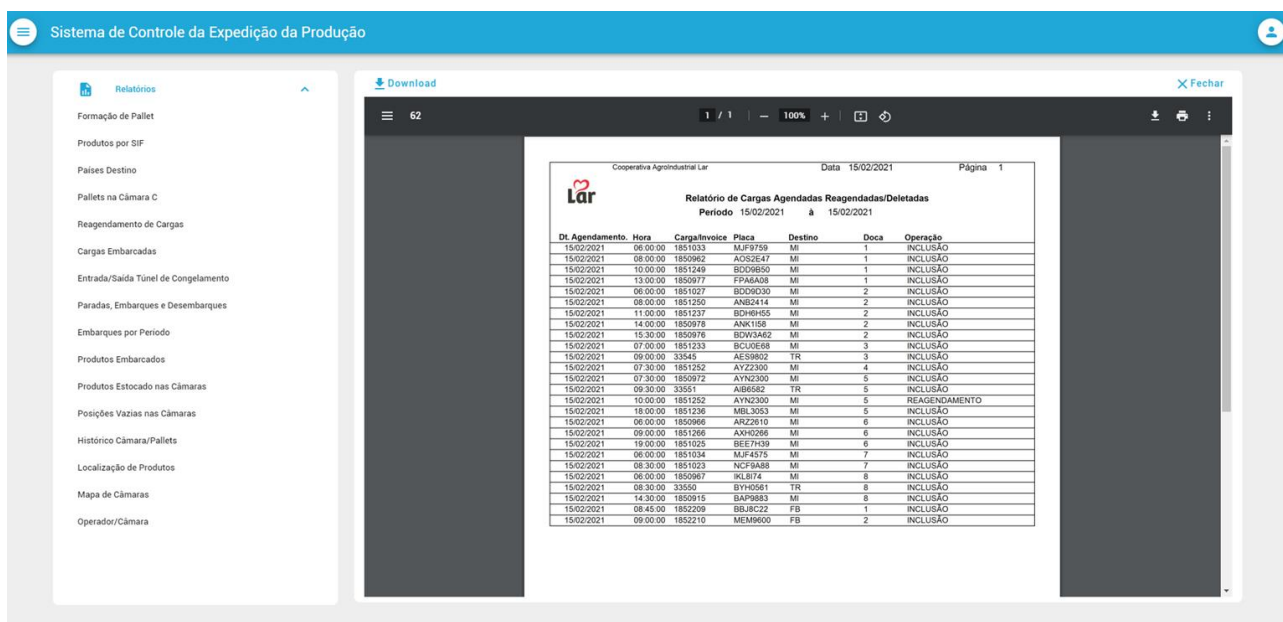 Sistema de Controle da Expedição da Produção
Relatórios
Formação de Pallet
Produtos por SIF
Países Destino
Pallets na Câmara C
Reagendamento de Cargas
Cargas Embarcadas
Entrada/Saída Túnel de Congelamento
Paradas, Embarques e Desembarques
Embarques por Período
Produtos Embarcados
Produtos Estocado nas Câmaras
Posições Vazias nas Câmaras
Histórico Câmara/Pallets
Localização de Produtos
Mapa de Câmaras
Operador/Câmara
Download
Fechar
62 1 / 1 100%
Cooperativa AgroIndustrial Lar Data 15/02/2021 Página 1
Lar
Relatório de Cargas Agendadas Reagendadas/Deletadas
Período 15/02/2021 à 15/02/2021
Dt. Agendamento. Hora Carga/Invoice Placa Destino Doca Operação
15/02/2021 06:00:00 1851033 MJF9759 MI 1 INCLUSÃO
15/02/2021 08:00:00 1850962 AOS2E47 MI 1 INCLUSÃO
15/02/2021 10:00:00 1851249 BDD9B50 MI 1 INCLUSÃO
15/02/2021 13:00:00 1850977 FPA6A08 MI 1 INCLUSÃO
15/02/2021 06:00:00 1851027 BDD9D30 MI 2 INCLUSÃO
15/02/2021 08:00:00 1851250 ANB2414 MI 2 INCLUSÃO
15/02/2021 11:00:00 1851237 BDH6H55 MI 2 INCLUSÃO
15/02/2021 14:00:00 1850978 ANK1I58 MI 2 INCLUSÃO
15/02/2021 15:30:00 1850976 BDW3A62 MI 2 INCLUSÃO
15/02/2021 07:00:00 1851233 BCU0E68 MI 3 INCLUSÃO
15/02/2021 09:00:00 33545 AES9802 TR 3 INCLUSÃO
15/02/2021 07:30:00 1851252 AYZ2300 MI 4 INCLUSÃO
15/02/2021 07:30:00 1850972 AYN2300 MI 5 INCLUSÃO
15/02/2021 09:30:00 33551 AIB6582 TR 5 INCLUSÃO
15/02/2021 10:00:00 1851252 AYN2300 MI 5 REAGENDAMENTO
15/02/2021 18:00:00 1851236 MBL3053 MI 5 INCLUSÃO
15/02/2021 06:00:00 1850966 ARZ2610 MI 6 INCLUSÃO
15/02/2021 09:00:00 1851266 AXH0266 MI 6 INCLUSÃO
15/02/2021 19:00:00 1851025 BEE7H39 MI 6 INCLUSÃO
15/02/2021 06:00:00 1851034 MJF4575 MI 7 INCLUSÃO
15/02/2021 08:30:00 1851023 NCF9A88 MI 7 INCLUSÃO
15/02/2021 06:00:00 1850967 IKL8I74 MI 8 INCLUSÃO
15/02/2021 08:30:00 33550 BYH0561 TR 8 INCLUSÃO
15/02/2021 14:30:00 1850915 BAP9883 MI 8 INCLUSÃO
15/02/2021 08:45:00 1852209 BBJ8C22 FB 1 INCLUSÃO
15/02/2021 09:00:00 1852210 MEM9600 FB 2 INCLUSÃO